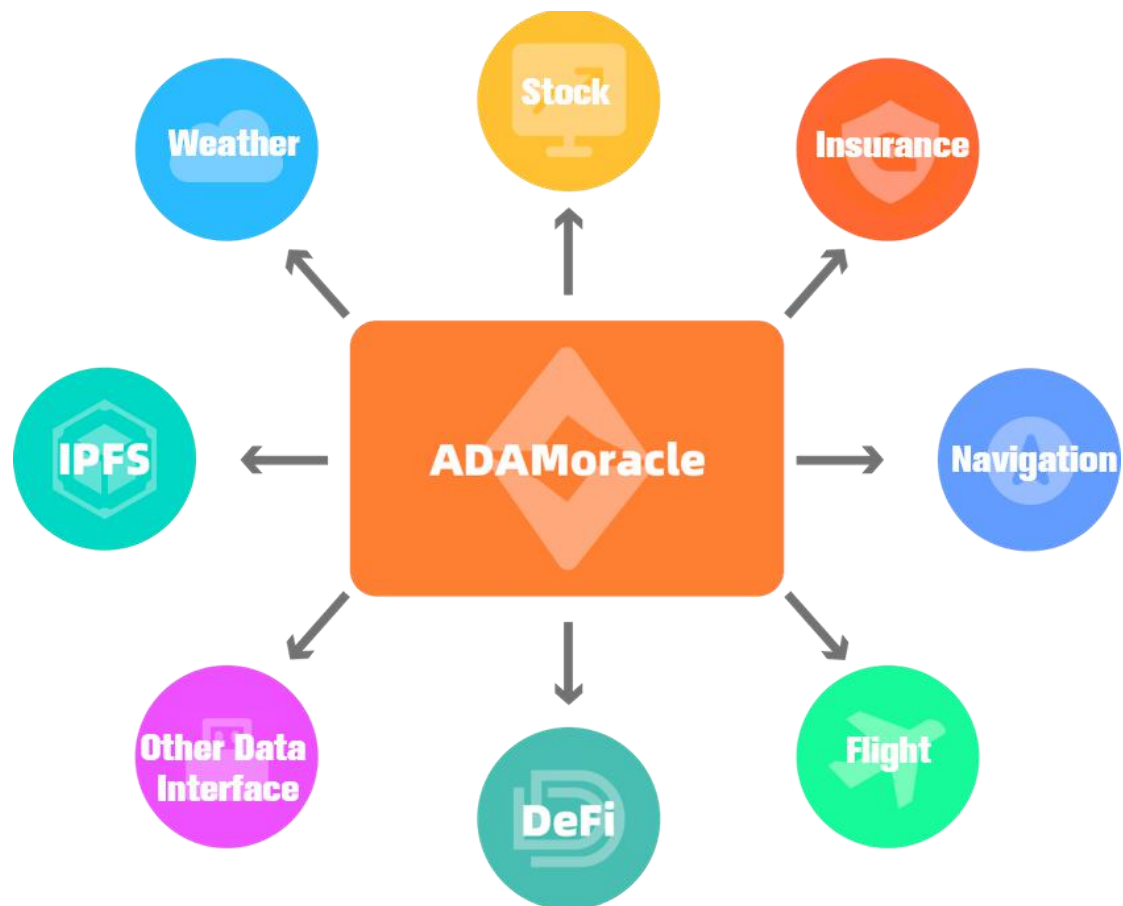 Stock
Weather
Insurance
IPFS
ADAMoracle
Navigation
Other Data
Interface
Flight
DeFi